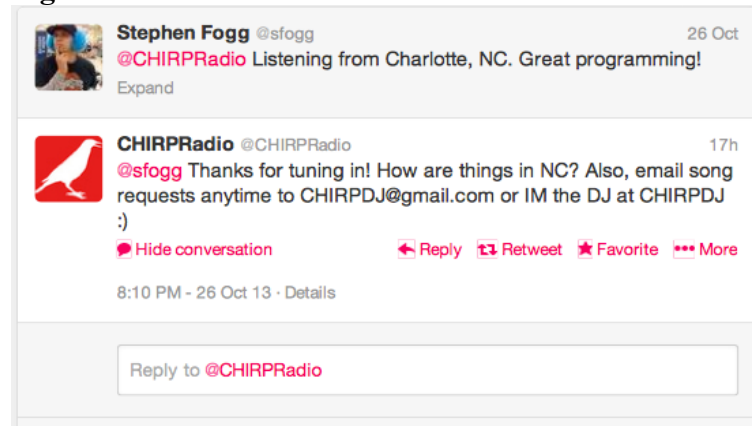 Stephen Fogg @sfogg 26 Oct
@CHIRPRadio Listening from Charlotte, NC. Great programming!
Expand
CHIRPRadio @CHIRPRadio 17h
@sfogg Thanks for tuning in! How are things in NC? Also, email song
requests anytime to CHIRPDJ@gmail.com or IM the DJ at CHIRPDJ
:)
Hide conversation Reply Retweet Favorite More
8:10 PM - 26 Oct 13 · Details
Reply to @CHIRPRadio